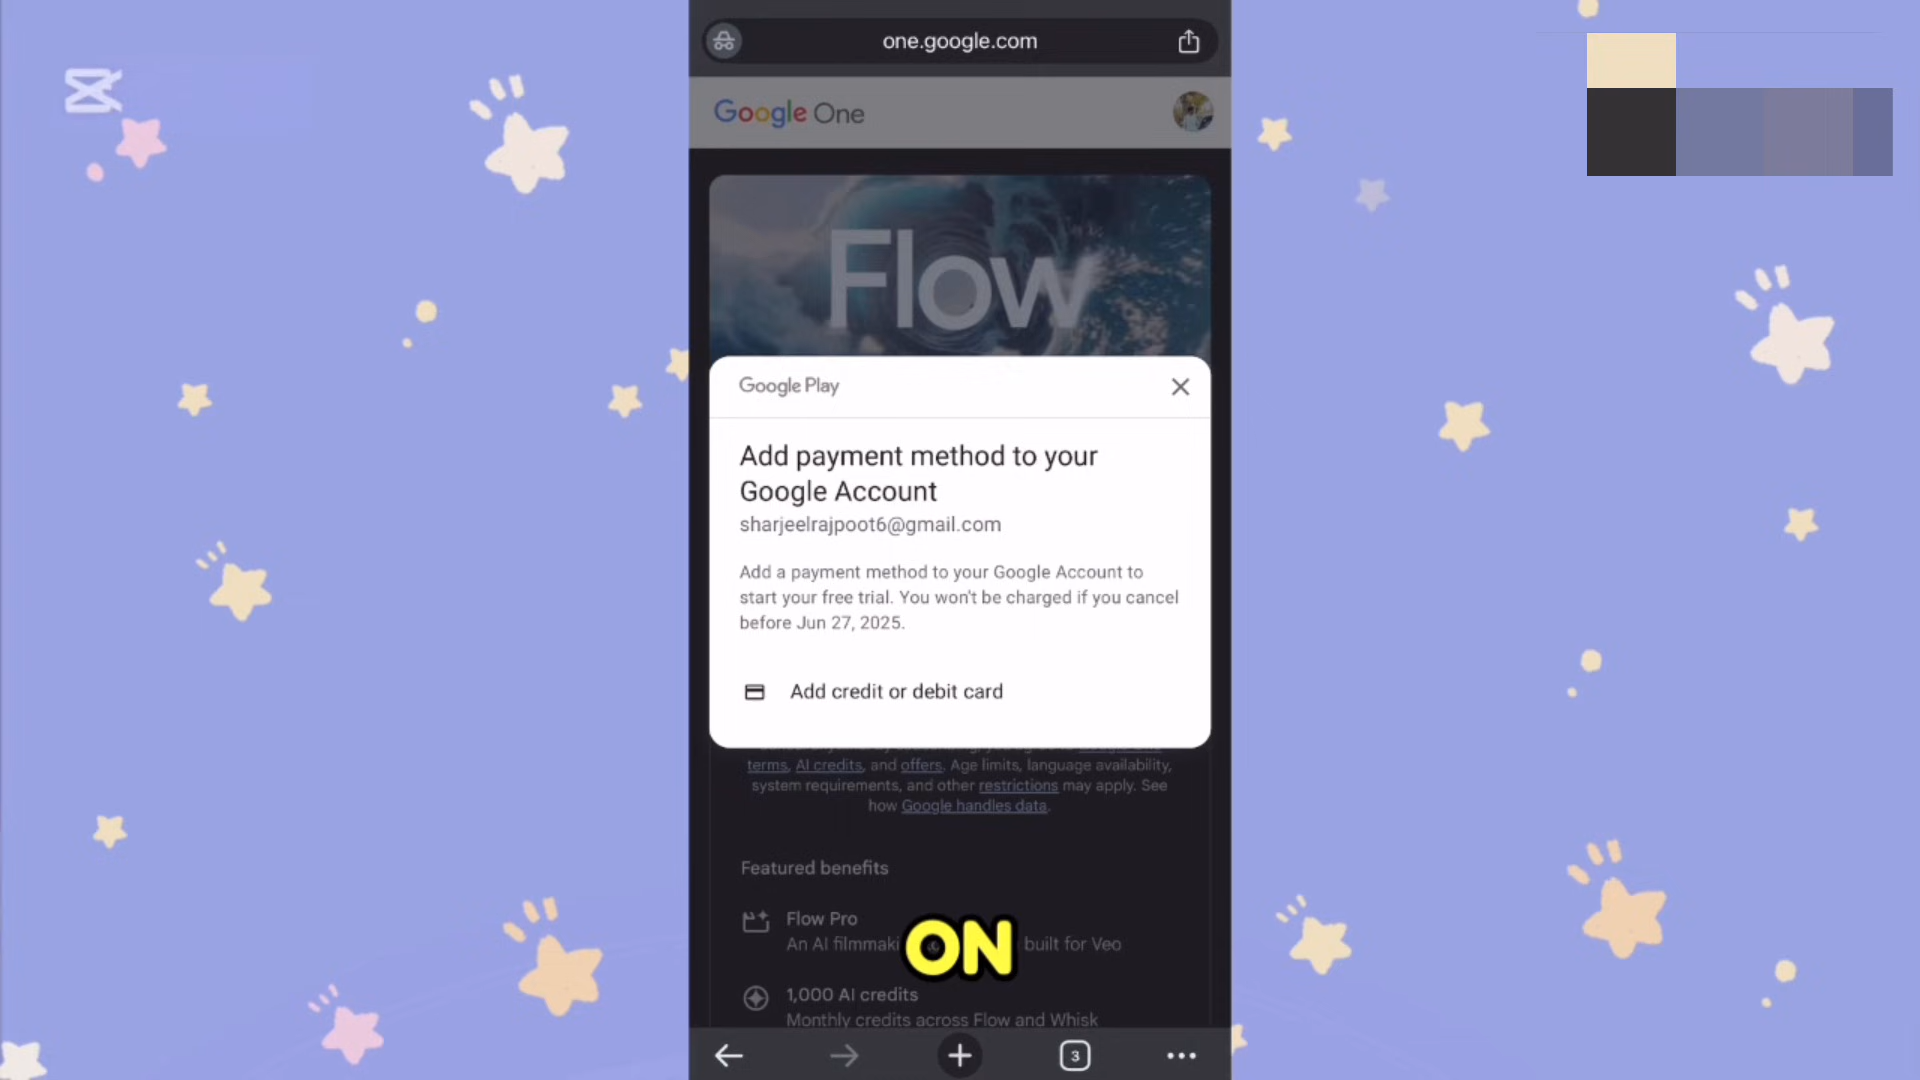 one.google.com
Google One
Flow
Google Play
Add payment method to your
Google Account
sharjeelrajpoot6@gmail.com
Add a payment method to your Google Account to
start your free trial. You won't be charged if you cancel
before Jun 27, 2025.
Add credit or debit card
terms, AI credits, and offers. Age limits, language availability,
system requirements, and other restrictions may apply. See
how Google handles data.
Featured benefits
Flow Pro
An AI filmmaki built for Veo
ON
1,000 AI credits
Monthly credits across Flow and Whisk
3